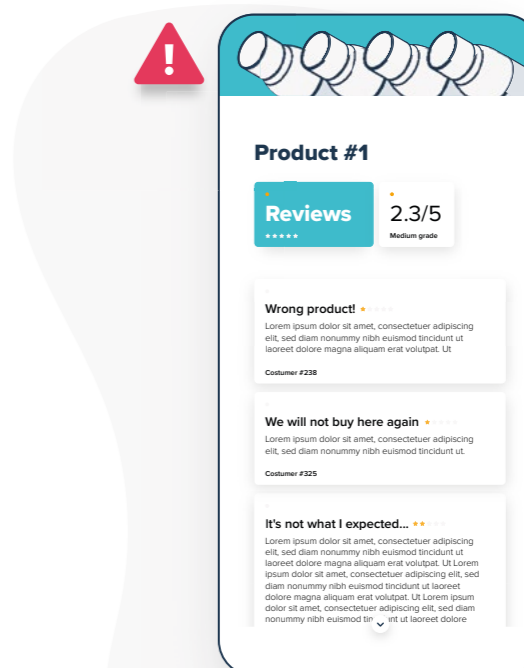 Product #1
Reviews
2.3/5
Medium grade
Wrong product!
Lorem ipsum dolor sit amet, consectetuer adipiscing
elit, sed diam nonummy nibh euismod tincidunt ut
laoreet dolore magna aliquam erat volutpat. Ut
Costumer #238
We will not buy here again
Lorem ipsum dolor sit amet, consectetuer adipiscing
elit, sed diam nonummy nibh euismod tincidunt ut.
Costumer #325
It's not what I expected...
Lorem ipsum dolor sit amet, consectetuer adipiscing
elit, sed diam nonummy nibh euismod tincidunt ut
laoreet dolore magna aliquam erat volutpat. Ut Lorem
ipsum dolor sit amet, consectetuer adipiscing elit, sed
diam nonummy nibh euismod tincidunt ut laoreet
dolore magna aliquam erat volutpat. Ut Lorem ipsum
dolor sit amet, consectetuer adipiscing elit, sed diam
nonummy nibh euismod ut laoreet dolore